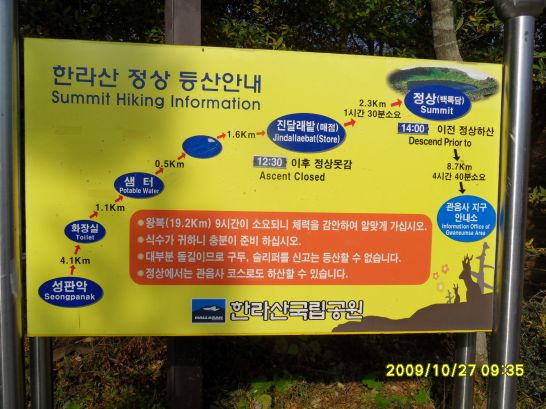 한라산 정상 등산안내
Summit Hiking Information
정상(백록담)
Summit
2.3Km
1시간 30분소요
14:00 이전 정상하산
Descend Prior to
진달래밭(매점)
Jindallaebat(Store)
1.6Km
12:30 이후 정상못감
Ascent Closed
0.5Km
샘 터
Potable Water
1.1Km
화장실
Toilet
4.1Km
성판악
Seongpanak
8.7Km
4시간 40분소요
관음사 지구
안내소
Information Office of
Gwaneumsa Area
● 왕복(19.2Km) 9시간이 소요되니 체력을 감안하여 알맞게 가십시요.
● 식수가 귀하니 충분이 준비 하십시요.
● 대부분 돌길이므로 구두, 슬리퍼를 신고는 등산할 수 없습니다.
● 정상에서는 관음사 코스로도 하산할 수 있습니다.
HALLASAN
한라산국립공원
2009/10/27 09:35